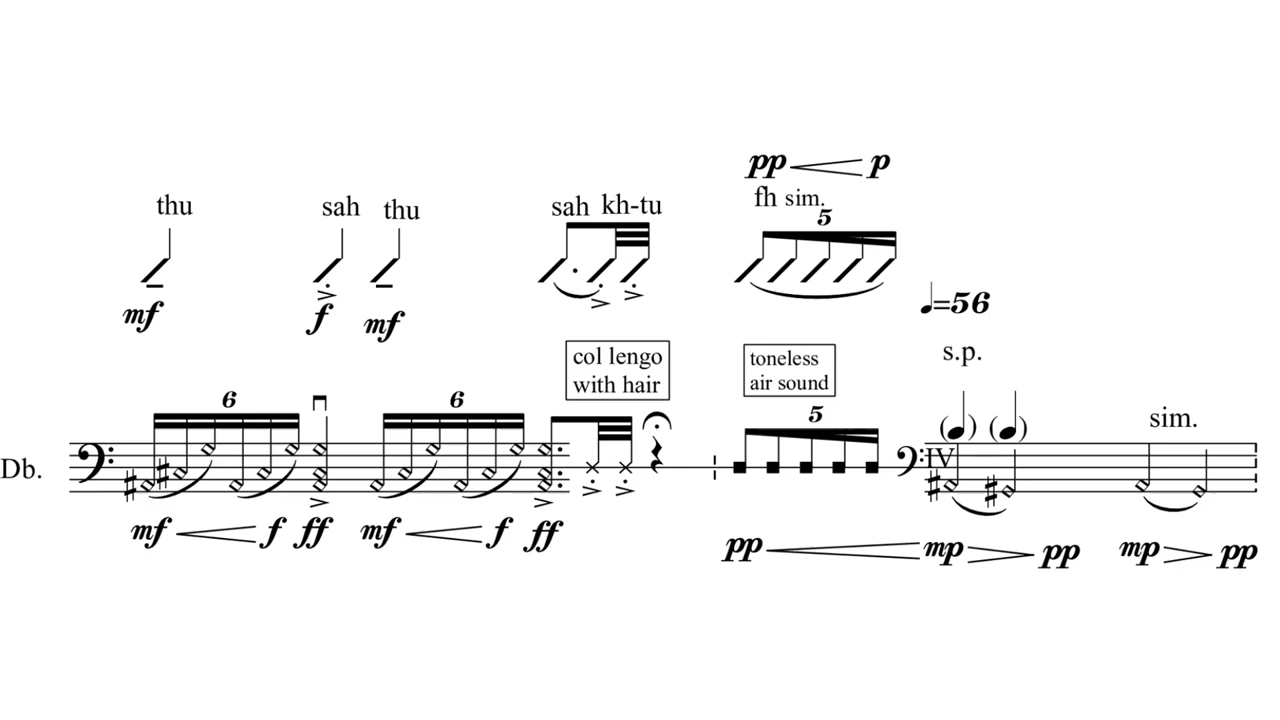 pp p
thu sah thu sah kh-tu fh sim.
5
mf f mf
=56
col lengo
with hair
toneless
air sound
s.p.
6 6 5
( ) ( ) sim.
Db. IV
mf f ff mf f ff pp mp pp mp pp